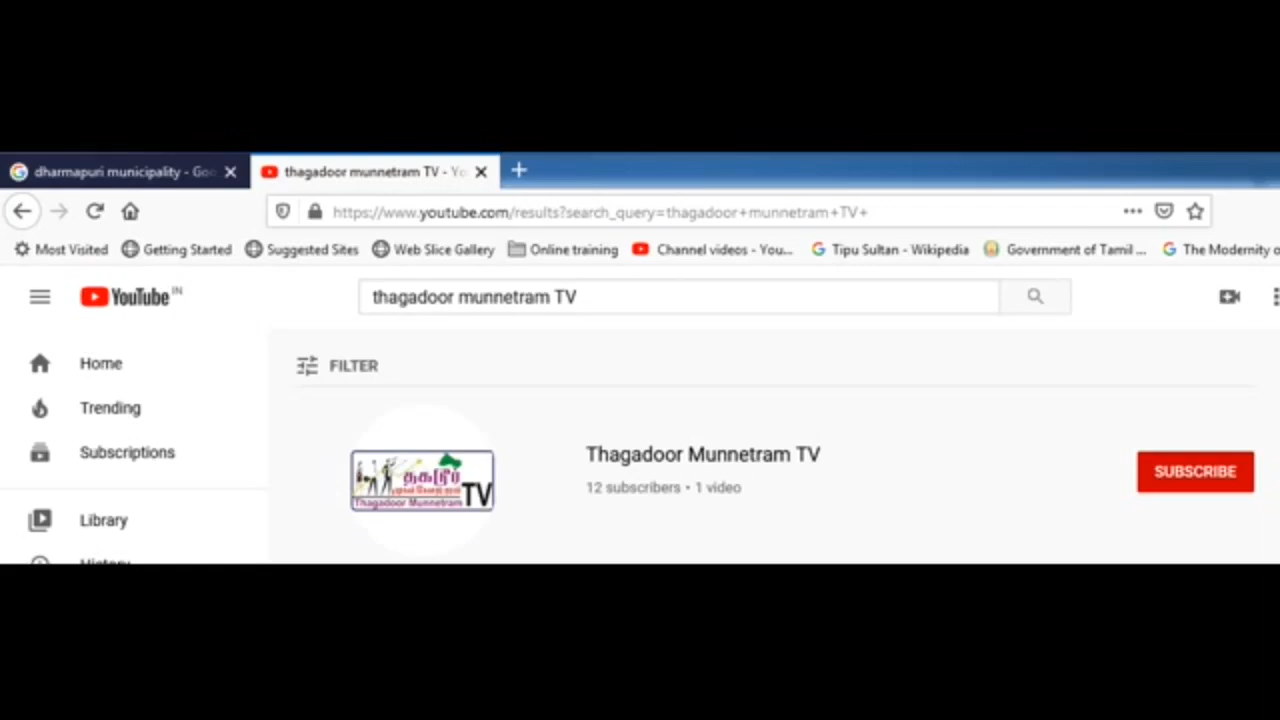 dharmapuri municipality - Goo
thagadoor munnetram TV - Yo
https://www.youtube.com/results?search_query=thagadoor+munnetram+TV+
Most Visited Getting Started Suggested Sites Web Slice Gallery Online training Channel videos - You... Tipu Sultan - Wikipedia Government of Tamil ... The Modernity o
YouTube IN
thagadoor munnetram TV
Home
FILTER
Trending
Subscriptions
Thagadoor Munnetram TV
12 subscribers • 1 video
SUBSCRIBE
TV
Thagadoor Munnetram
Library
History